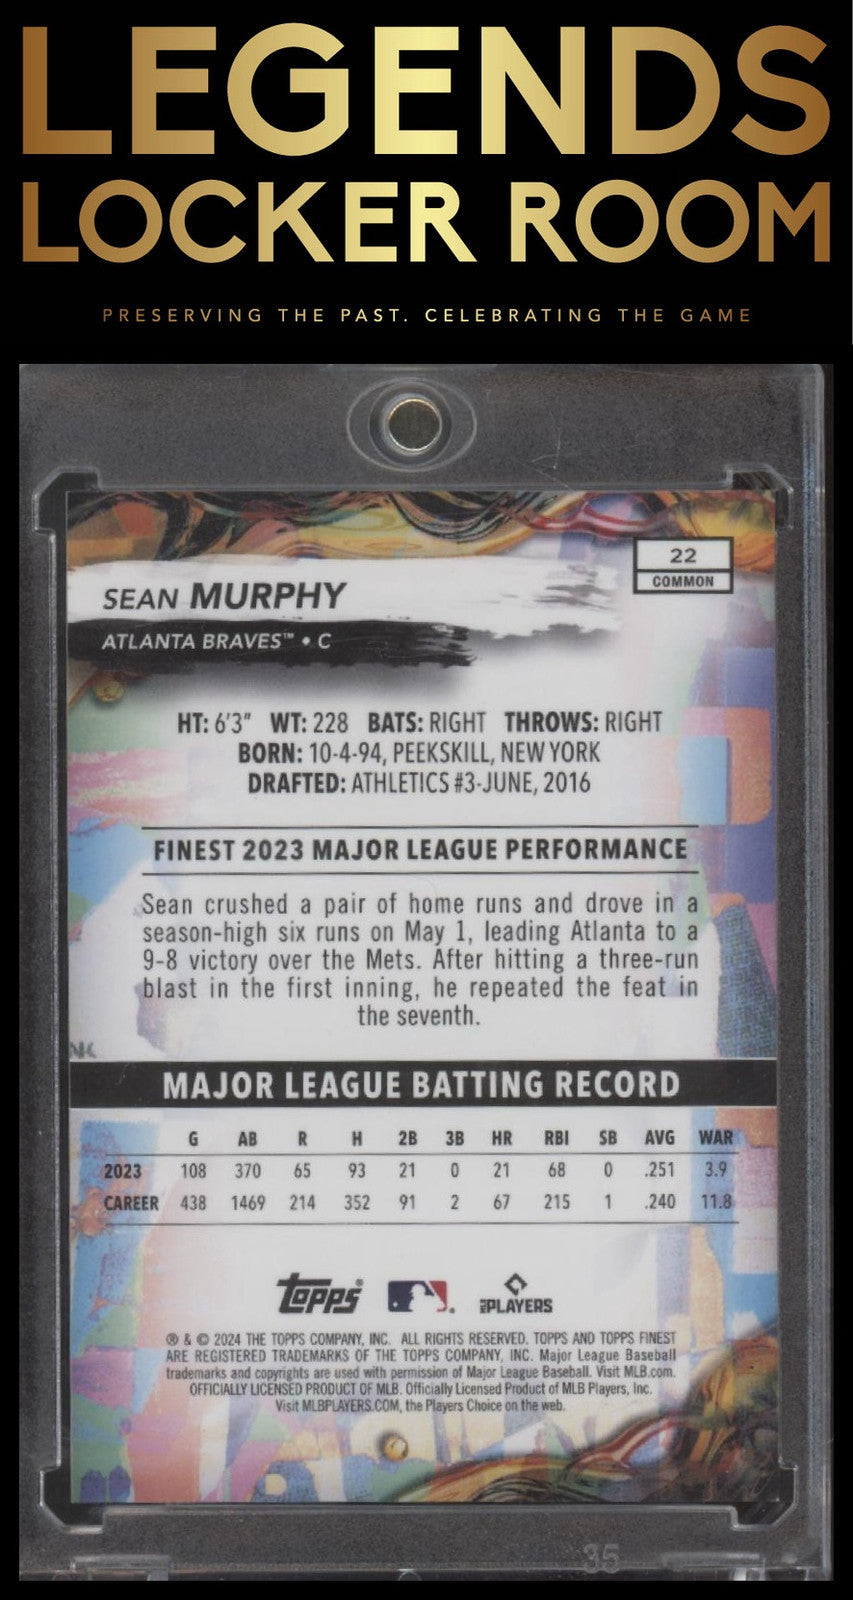 LEGENDS
LOCKER ROOM
PRESERVING THE PAST. CELEBRATING THE GAME
22
COMMON
SEAN MURPHY
ATLANTA BRAVES™ • C
HT: 6'3" WT: 228 BATS: RIGHT THROWS: RIGHT
BORN: 10-4-94, PEEKSKILL, NEW YORK
DRAFTED: ATHLETICS #3-JUNE, 2016
FINEST 2023 MAJOR LEAGUE PERFORMANCE
Sean crushed a pair of home runs and drove in a
season-high six runs on May 1, leading Atlanta to a
9-8 victory over the Mets. After hitting a three-run
blast in the first inning, he repeated the feat in
the seventh.
NK
MAJOR LEAGUE BATTING RECORD
G AB R H 2B 3B HR RBI SB AVG WAR
2023 108 370 65 93 21 0 21 68 0 .251 3.9
CAREER 438 1469 214 352 91 2 67 215 1 .240 11.8
Topps® MLB PLAYERS
® & © 2024 THE TOPPS COMPANY, INC. ALL RIGHTS RESERVED. TOPPS AND TOPPS FINEST
ARE REGISTERED TRADEMARKS OF THE TOPPS COMPANY, INC. Major League Baseball
trademarks and copyrights are used with permission of Major League Baseball. Visit MLB.com.
OFFICIALLY LICENSED PRODUCT OF MLB. Officially Licensed Product of MLB Players, Inc.
Visit MLBPLAYERS.COM, the Players Choice on the web.
35